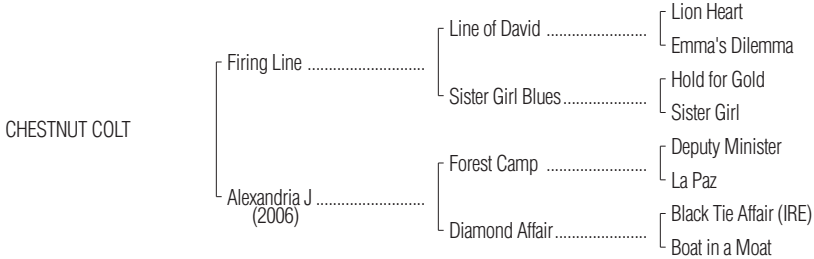 Lion Heart
Line of David ........................
Emma's Dilemma
Firing Line ............................
Hold for Gold
Sister Girl Blues....................
Sister Girl
CHESTNUT COLT
Deputy Minister
Forest Camp ........................
La Paz
Alexandria J ..........................
(2006)
Black Tie Affair (IRE)
Diamond Affair......................
Boat in a Moat